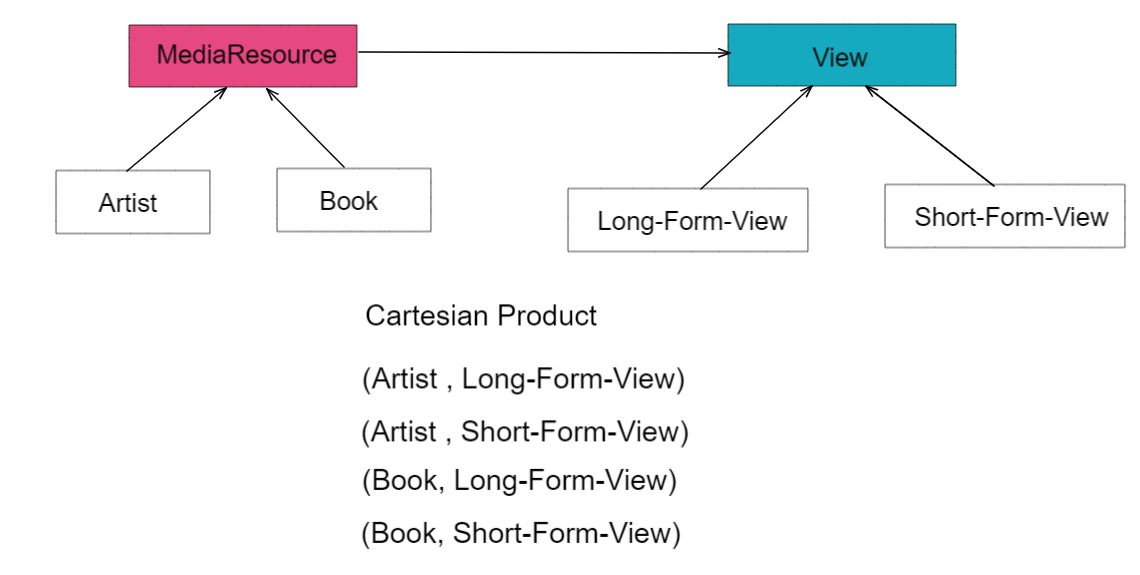 MediaResource
View
Artist
Book
Long-Form-View
Short-Form-View
Cartesian Product
(Artist , Long-Form-View)
(Artist , Short-Form-View)
(Book, Long-Form-View)
(Book, Short-Form-View)